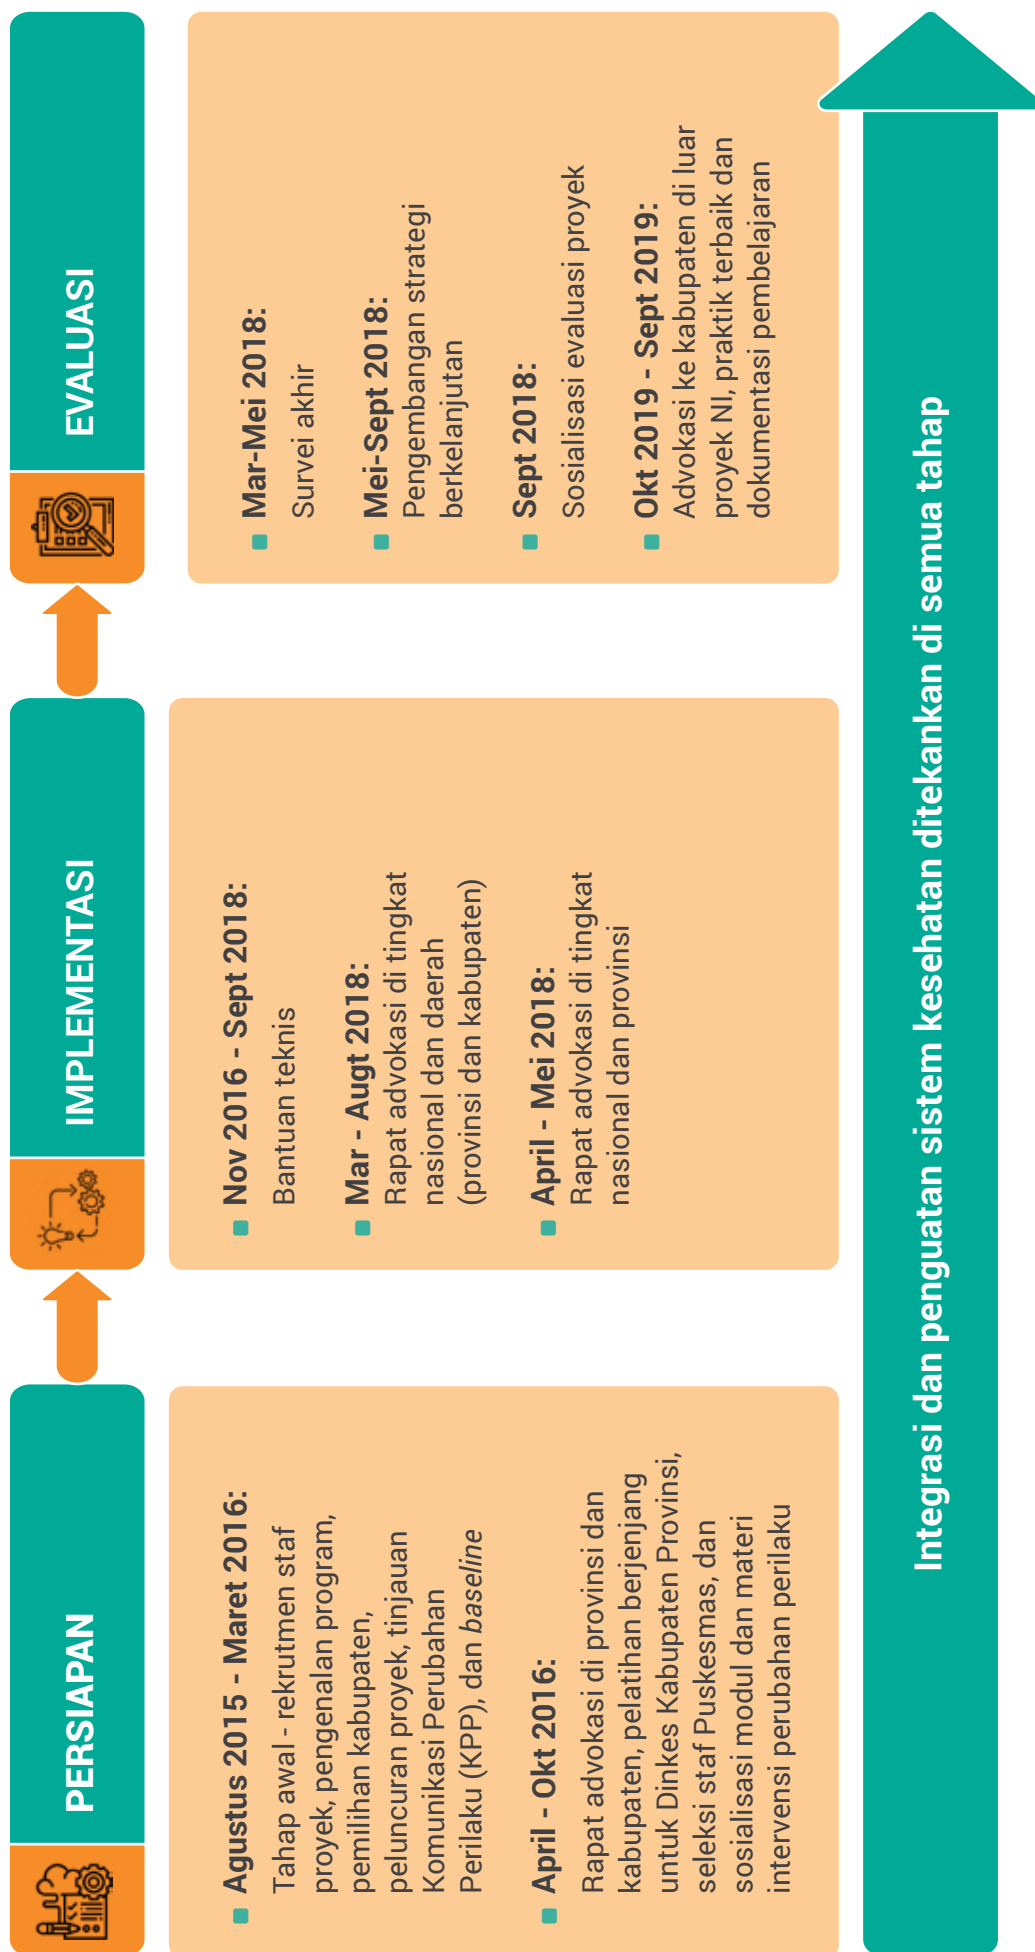 PERSIAPAN
Agustus 2015 - Maret 2016:
Tahap awal - rekrutmen staf
proyek, pengenalan program,
pemilihan kabupaten,
peluncuran proyek, tinjauan
Komunikasi Perubahan
Perilaku (KPP), dan baseline
April - Okt 2016:
Rapat advokasi di provinsi dan
kabupaten, pelatihan berjenjang
untuk Dinkes Kabupaten Provinsi,
seleksi staf Puskesmas, dan
sosialisasi modul dan materi
intervensi perubahan perilaku
IMPLEMENTASI
Nov 2016 - Sept 2018:
Bantuan teknis
Mar - Augt 2018:
Rapat advokasi di tingkat
nasional dan daerah
(provinsi dan kabupaten)
April - Mei 2018:
Rapat advokasi di tingkat
nasional dan provinsi
EVALUASI
Mar-Mei 2018:
Survei akhir
Mei-Sept 2018:
Pengembangan strategi
berkelanjutan
Sept 2018:
Sosialisasi evaluasi proyek
Okt 2019 - Sept 2019:
Advokasi ke kabupaten di luar
proyek NI, praktik terbaik dan
dokumentasi pembelajaran
Integrasi dan penguatan sistem kesehatan ditekankan di semua tahap